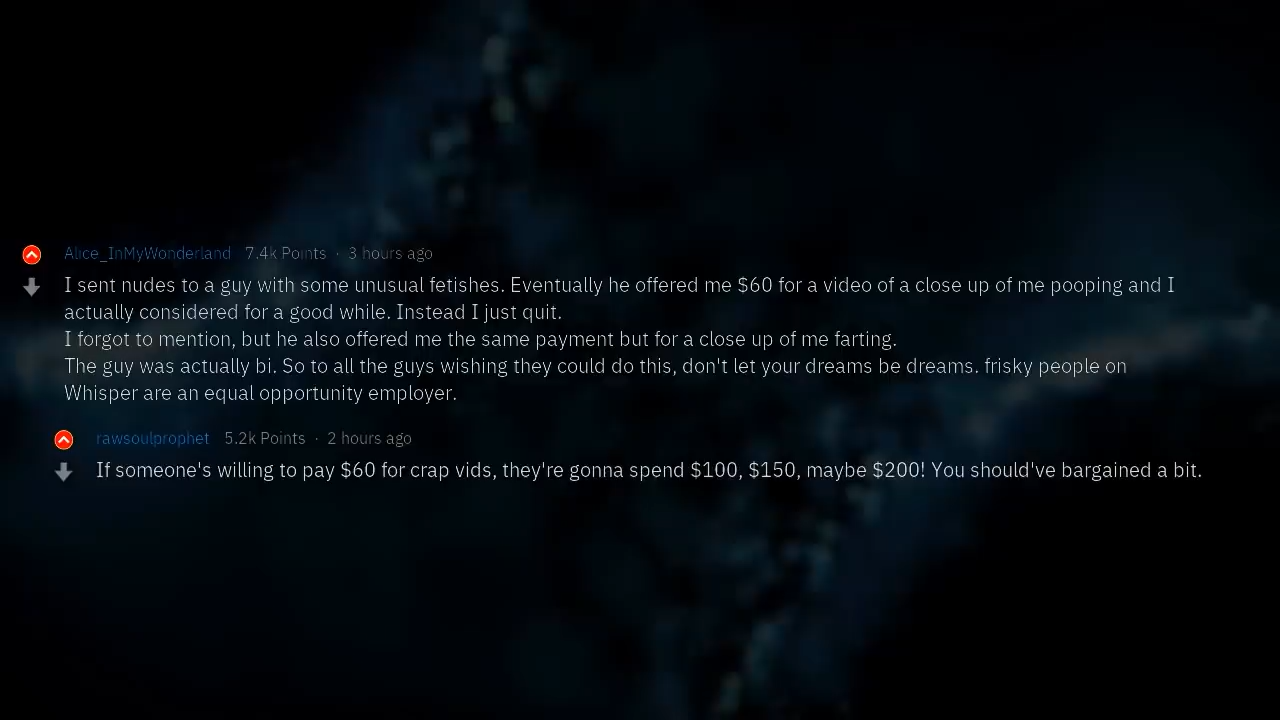 Alice_InMyWonderland 7.4k Points · 3 hours ago
I sent nudes to a guy with some unusual fetishes. Eventually he offered me $60 for a video of a close up of me pooping and I
actually considered for a good while. Instead I just quit.
I forgot to mention, but he also offered me the same payment but for a close up of me farting.
The guy was actually bi. So to all the guys wishing they could do this, don't let your dreams be dreams. frisky people on
Whisper are an equal opportunity employer.
rawsoulprophet 5.2k Points · 2 hours ago
If someone's willing to pay $60 for crap vids, they're gonna spend $100, $150, maybe $200! You should've bargained a bit.